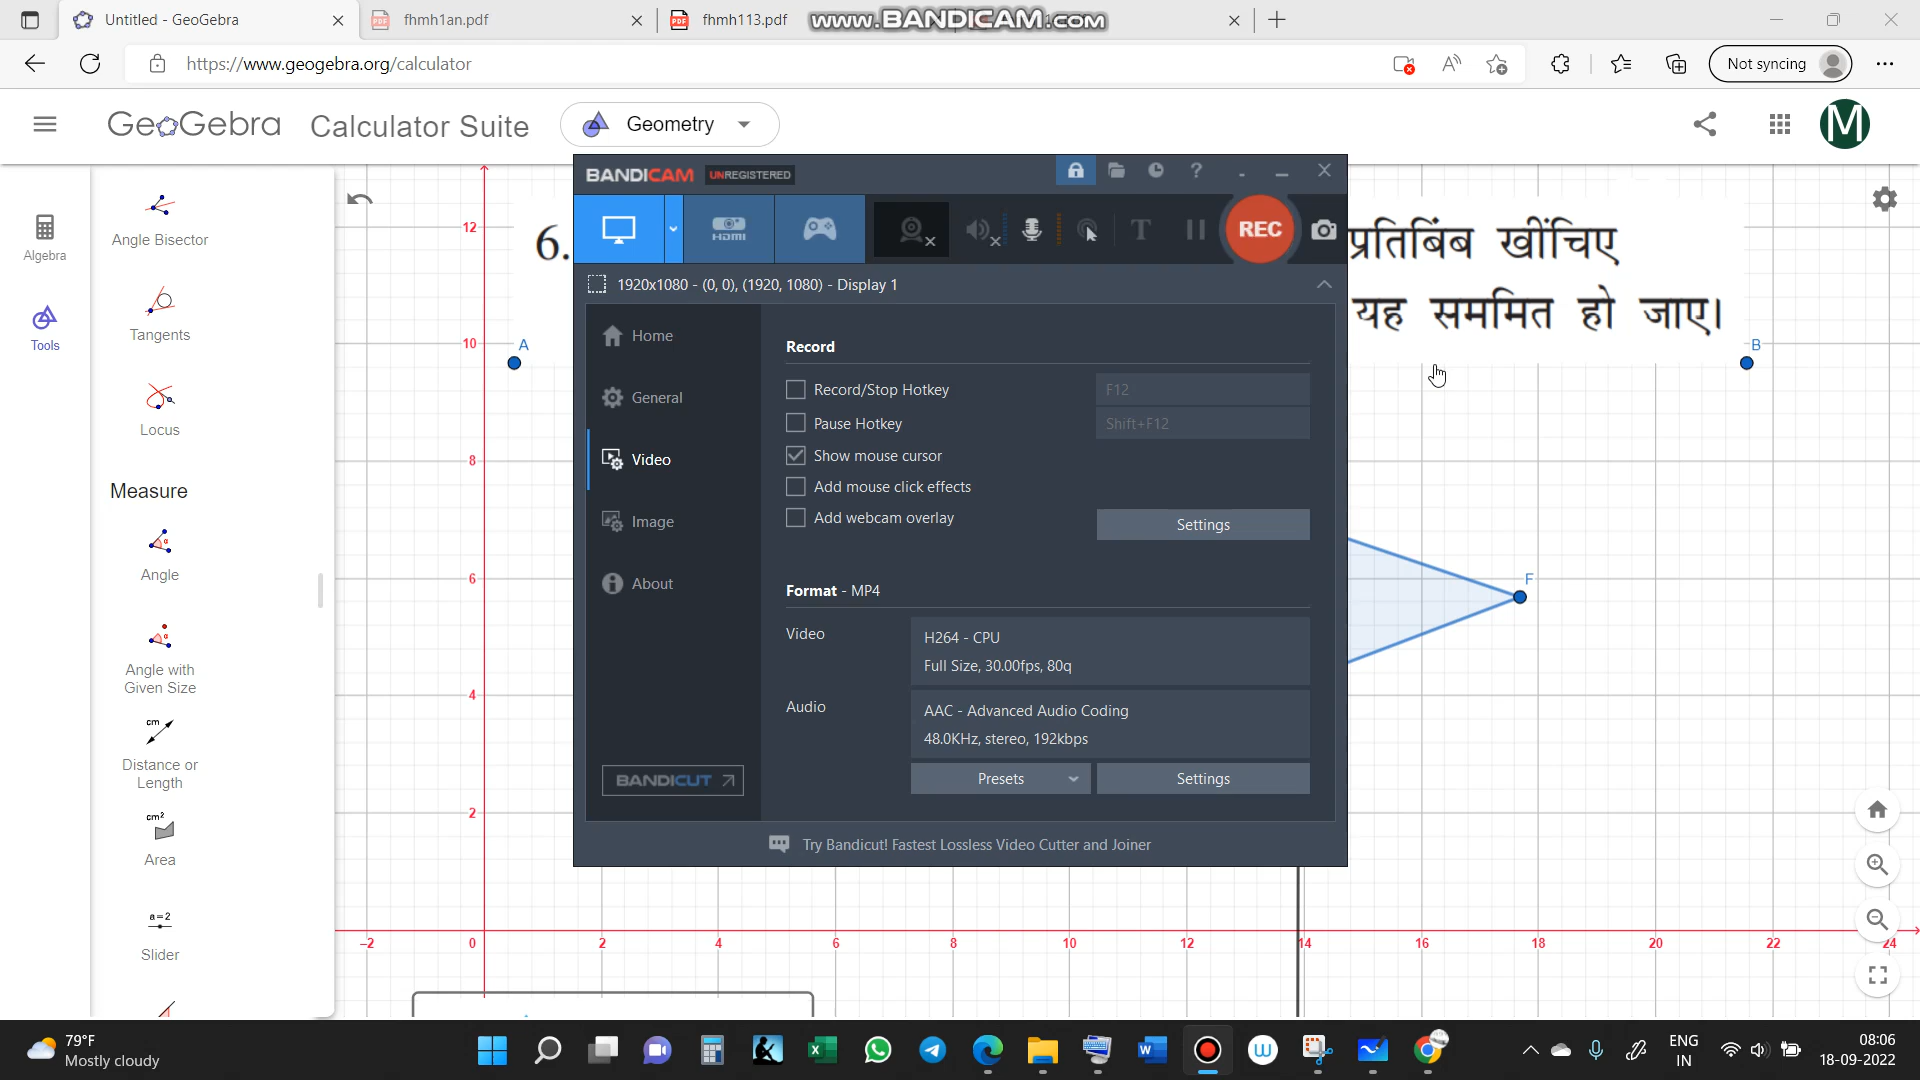 Untitled - GeoGebra
fhmh1an.pdf
fhmh113.pdf
www.BANDICAM.com
https://www.geogebra.org/calculator
Not syncing
GeoGebra
Calculator Suite
Geometry
M
Algebra
Tools
Angle Bisector
Tangents
Locus
Measure
Angle
Angle with
Given Size
cm
Distance or
Length
cm²
Area
a=2
Slider
6.
प्रतिबिंब खींचिए
यह सममित हो जाए।
A
B
F
12
10
8
6
4
2
-2
0
2
4
6
8
10
12
14
16
18
20
22
24
BANDICAM
UNREGISTERED
HDMI
T
REC
1920x1080 - (0, 0), (1920, 1080) - Display 1
Home
General
Video
Image
About
BANDICUT
Record
Record/Stop Hotkey
F12
Pause Hotkey
Shift+F12
Show mouse cursor
Add mouse click effects
Add webcam overlay
Settings
Format - MP4
Video
H264 - CPU
Full Size, 30.00fps, 80q
Audio
AAC - Advanced Audio Coding
48.0KHz, stereo, 192kbps
Presets
Settings
Try Bandicut! Fastest Lossless Video Cutter and Joiner
79°F
Mostly cloudy
ENG
IN
08:06
18-09-2022